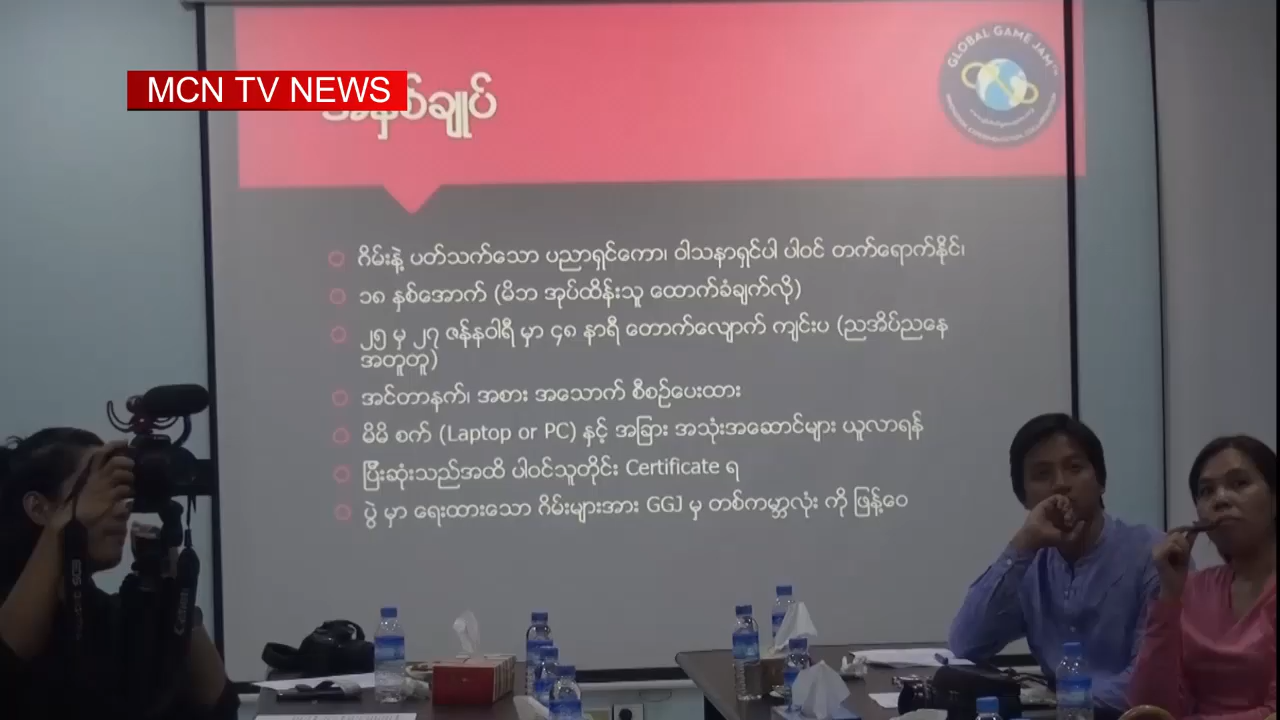 MCN TV NEWS
အနှစ်ချုပ်
GLOBAL GAME JAM
ဂိမ်းနဲ့ ပတ်သက်သော ပညာရှင်ကော၊ ဝါသနာရှင်ပါ ပါဝင် တက်ရောက်နိုင်၊
၁၈ နှစ်အောက် (မိဘ အုပ်ထိန်းသူ ထောက်ခံချက်လို)
၂၅ မှ ၂၇ ဇန်နဝါရီ မှာ ၄၈ နာရီ တောက်လျောက် ကျင်းပ (ညအိပ်ညနေ
အတူတူ)
အင်တာနက်၊ အစား အသောက် စီစဉ်ပေးထား
မိမိ စက် (Laptop or PC) နှင့် အခြား အသုံးအဆောင်များ ယူလာရန်
ပြီးဆုံးသည်အထိ ပါဝင်သူတိုင်း Certificate ရ
ပွဲ မှာ ရေးထားသော ဂိမ်းများအား GGJ မှ တစ်ကမ္ဘာလုံး ကို ဖြန့်ဝေ
Canon